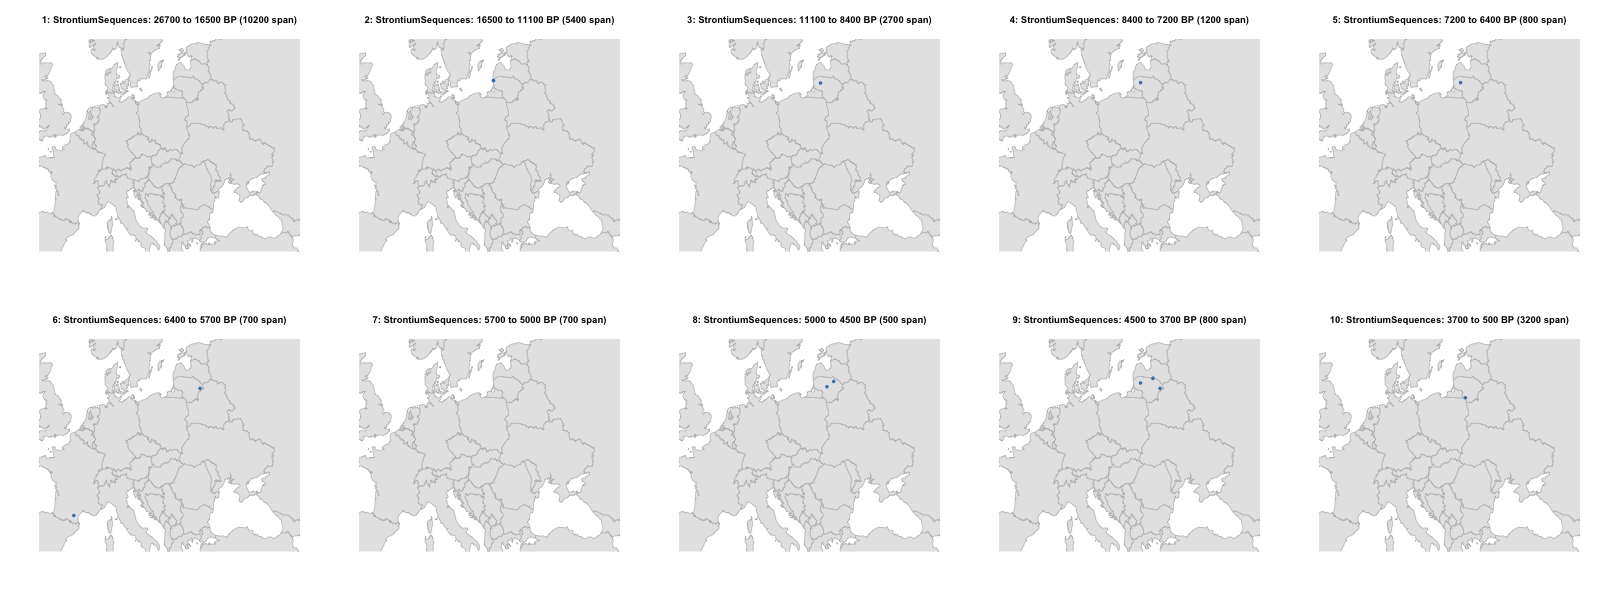 1: StrontiumSequences: 26700 to 16500 BP (10200 span)
2: StrontiumSequences: 16500 to 11100 BP (5400 span)
3: StrontiumSequences: 11100 to 8400 BP (2700 span)
4: StrontiumSequences: 8400 to 7200 BP (1200 span)
5: StrontiumSequences: 7200 to 6400 BP (800 span)
6: StrontiumSequences: 6400 to 5700 BP (700 span)
7: StrontiumSequences: 5700 to 5000 BP (700 span)
8: StrontiumSequences: 5000 to 4500 BP (500 span)
9: StrontiumSequences: 4500 to 3700 BP (800 span)
10: StrontiumSequences: 3700 to 500 BP (3200 span)